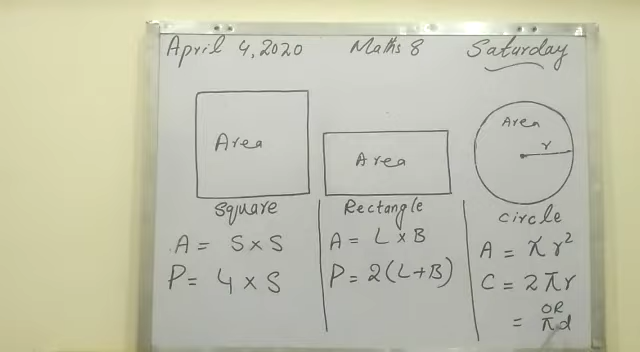 April 4, 2020 Maths 8 Saturday
Area
Area
Area
r
Square
A = S × S
P = 4 × S
Rectangle
A = L × B
P = 2(L+B)
Circle
A = πr²
C = 2πr
OR
= πd